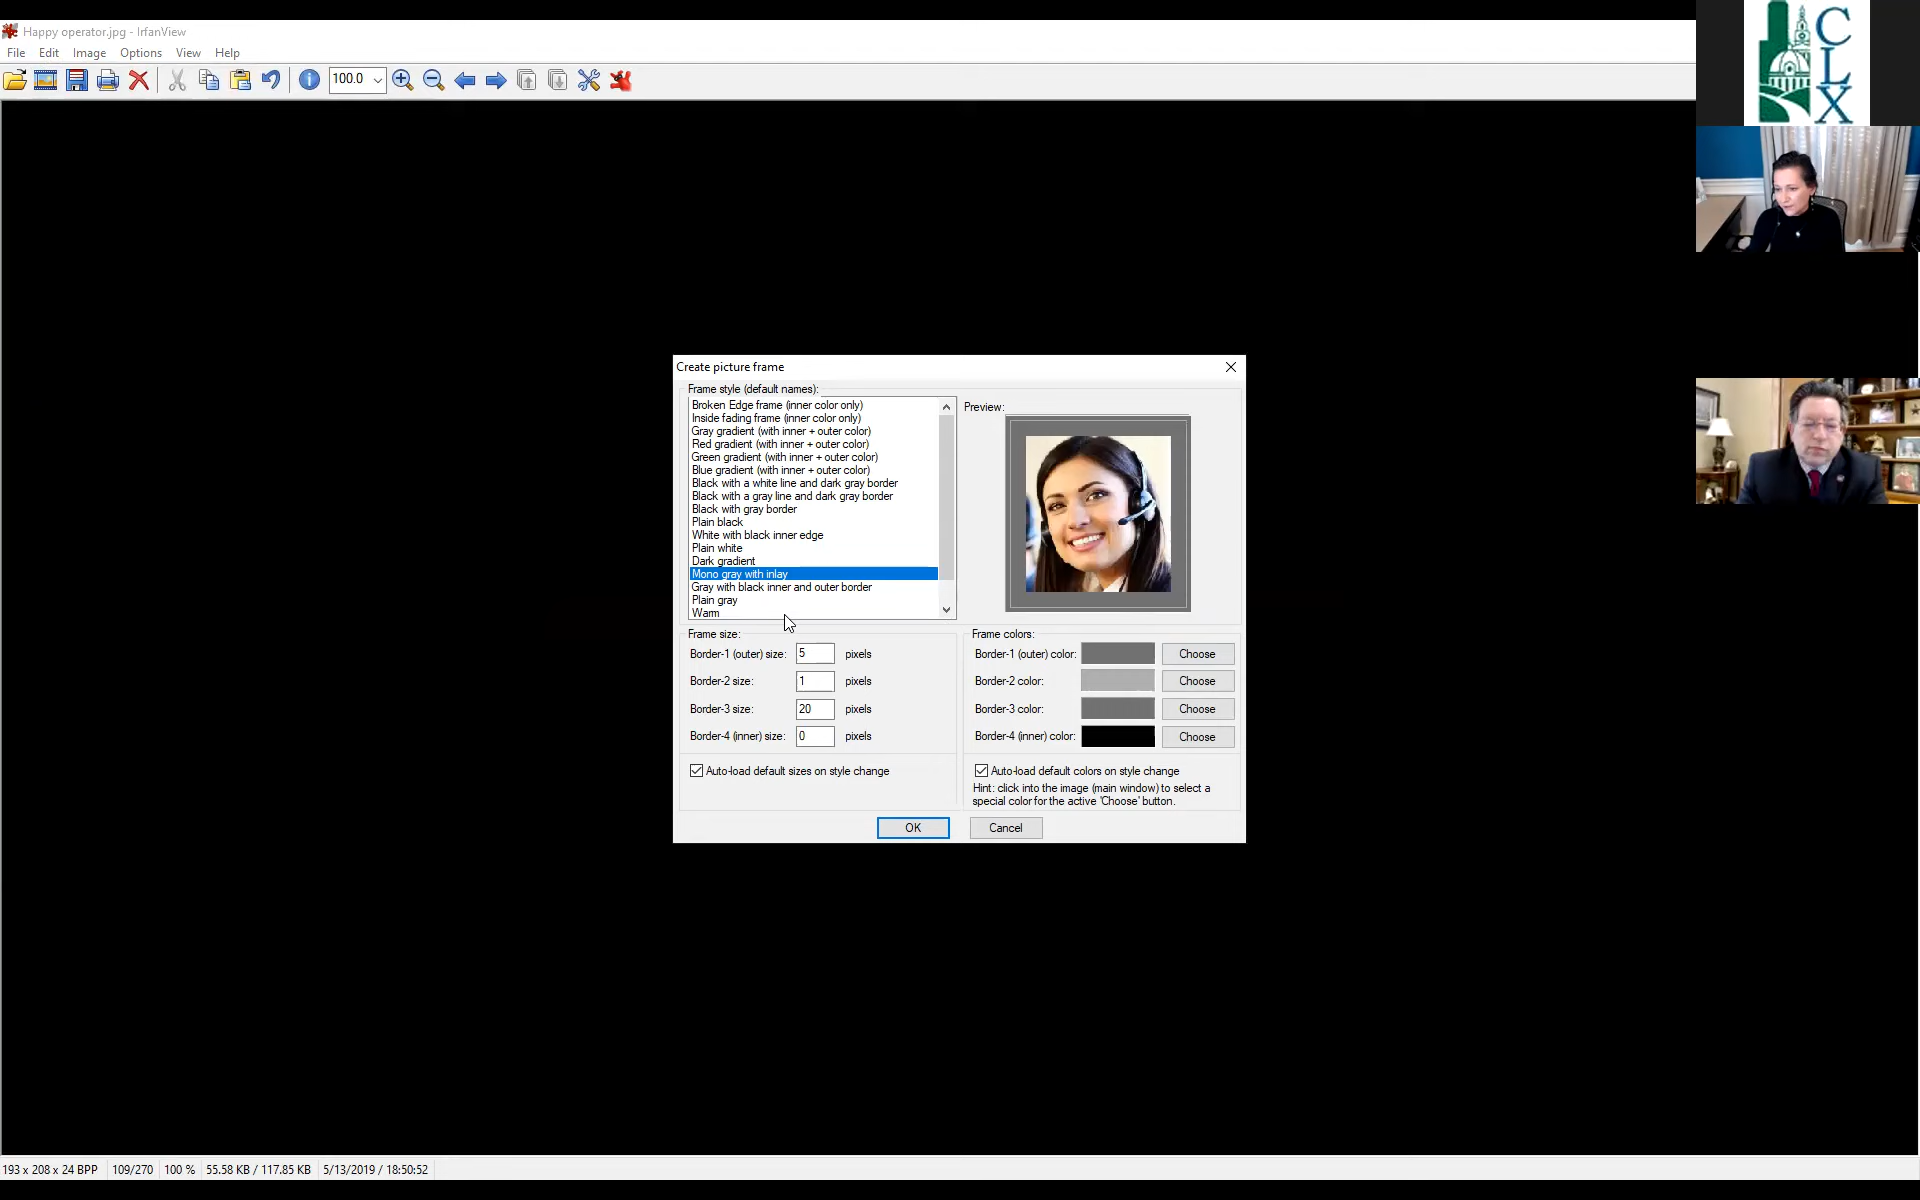 Happy operator.jpg - IrfanView
File Edit Image Options View Help
100.0
CLX
Create picture frame
Frame style (default names):
Broken Edge frame (inner color only)
Inside fading frame (inner color only)
Gray gradient (with inner + outer color)
Red gradient (with inner + outer color)
Green gradient (with inner + outer color)
Blue gradient (with inner + outer color)
Black with a white line and dark gray border
Black with a gray line and dark gray border
Black with gray border
Plain black
White with black inner edge
Plain white
Dark gradient
Mono gray with inlay
Gray with black inner and outer border
Plain gray
Warm
Preview:
Frame size:
Border-1 (outer) size: 5 pixels
Border-2 size: 1 pixels
Border-3 size: 20 pixels
Border-4 (inner) size: 0 pixels
Auto-load default sizes on style change
Frame colors:
Border-1 (outer) color: Choose
Border-2 color: Choose
Border-3 color: Choose
Border-4 (inner) color: Choose
Auto-load default colors on style change
Hint: click into the image (main window) to select a
special color for the active 'Choose' button.
OK Cancel
193 x 208 x 24 BPP 109/270 100 % 55.58 KB / 117.85 KB 5/13/2019 / 18:50:52